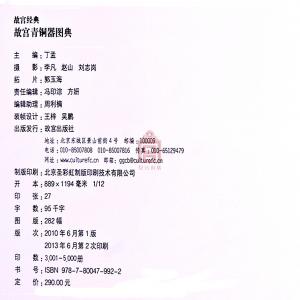 故宫经典
故宫青铜器图典
主 编：丁孟
摄 影：李凡 赵山 刘志岗
拓 片：郭玉海
责任编辑：冯印淙 方妍
编辑助理：周利楠
装帧设计：王梓 吴鹏
出版发行：故宫出版社
地址：北京东城区景山前街4号 邮编：100009
电话：010-85007808 010-85007816 传真：010-65129479
网址：www.culturefc.cn 邮箱：ggcb@culturefc.cn
制版印刷：北京圣彩虹制版印刷技术有限公司
开 本：889×1194毫米 1/12
印 张：27
字 数：95千字
图 版：282幅
版 次：2010年6月第1版
2013年6月第2次印刷
印 数：3,001~5,000册
书 号：ISBN 978-7-80047-992-2
定 价：290.00元